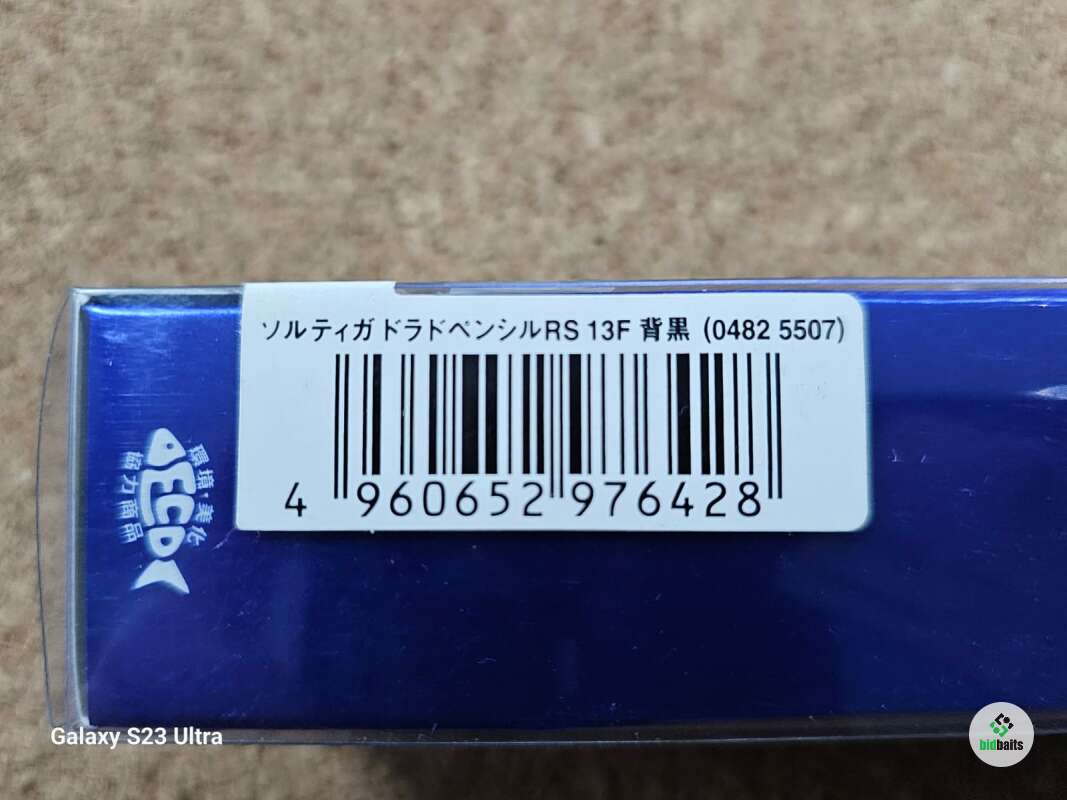 ソルティガ ドラドペンシルRS 13F 背黒 (0482 5507)
4 960652 976428
環境・美化
ECO
協力商品
Galaxy S23 Ultra
bidbaits